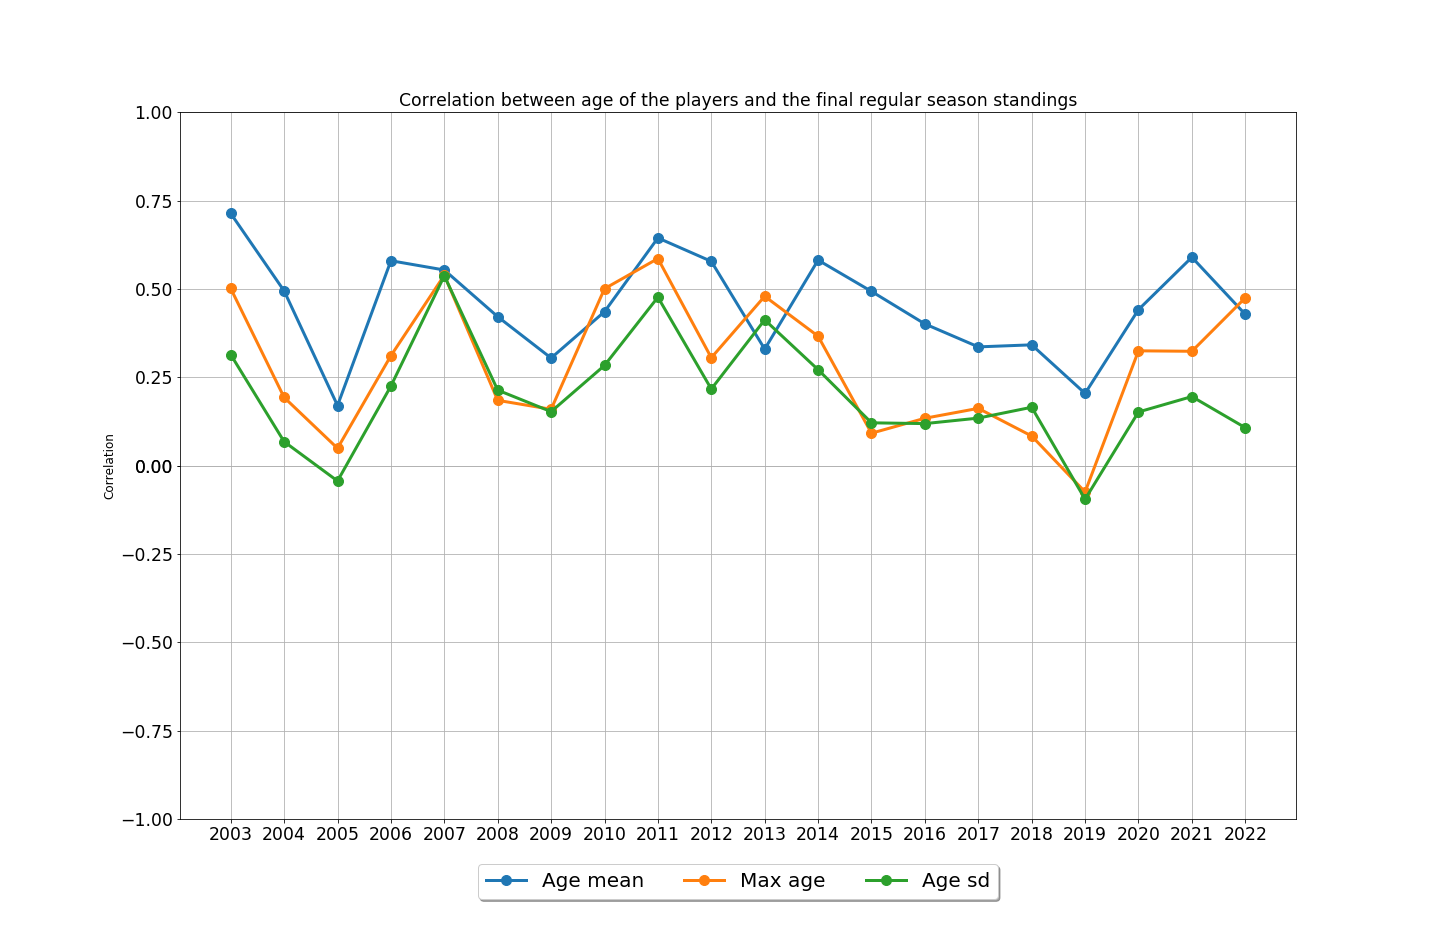 Correlation between age of the players and the final regular season standings
1.00
0.75
0.50
0.25
0.00
−0.25
−0.50
−0.75
−1.00
Correlation
2003 2004 2005 2006 2007 2008 2009 2010 2011 2012 2013 2014 2015 2016 2017 2018 2019 2020 2021 2022
Age mean Max age Age sd